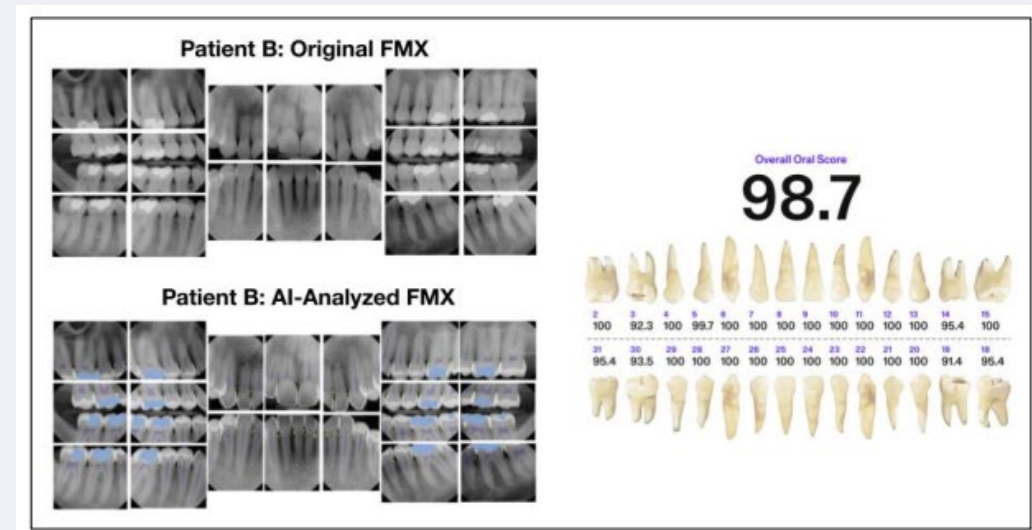 Patient B: Original FMX
Patient B: AI-Analyzed FMX
Overall Oral Score
98.7
2 3 4 5 6 7 8 9 10 11 12 13 14 15
100 92.3 100 99.7 100 100 100 100 100 100 100 100 95.4 100
31 30 29 28 27 26 25 24 23 22 21 20 19 18
95.4 93.5 100 100 100 100 100 100 100 100 100 100 91.4 95.4